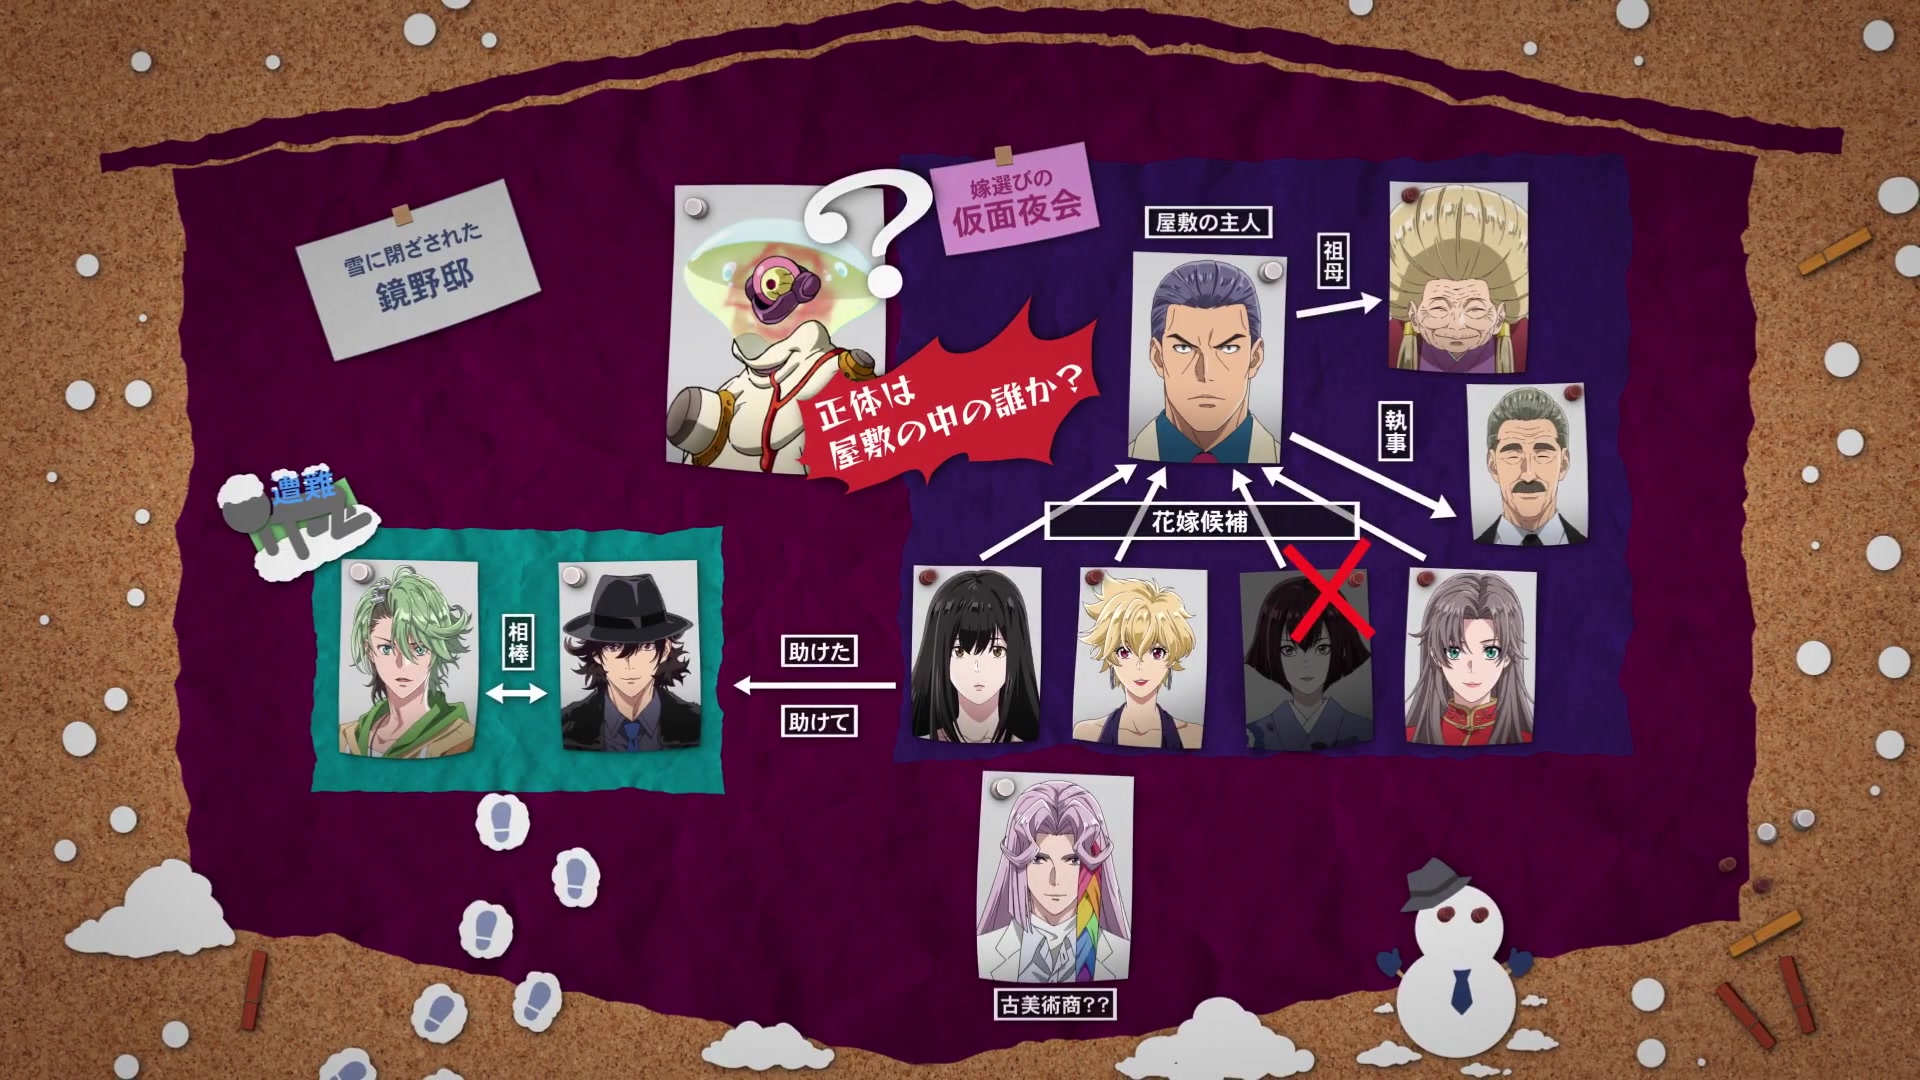 雪に閉ざされた
鏡野邸
嫁選びの
仮面夜会
屋敷の主人
祖母
正体は
屋敷の中の誰か？
執事
遭難
花嫁候補
相棒
助けた
助けて
古美術商??
？